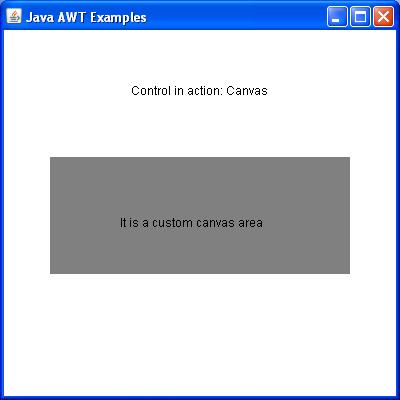 Java AWT Examples
Control in action: Canvas
It is a custom canvas area